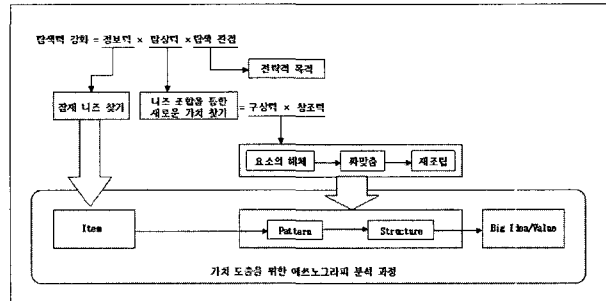 탐색력 강화 = 정보력 × 탐상력 × 탐색 관점
전략적 목적
잠재 니즈 찾기
니즈 조합을 통한
새로운 가치 찾기
= 구상력 × 창조력
요소의 해체
짜맞춤
재조립
Item
Pattern
Structure
Big Idea/Value
가치 도출을 위한 에쓰노그라피 분석 과정